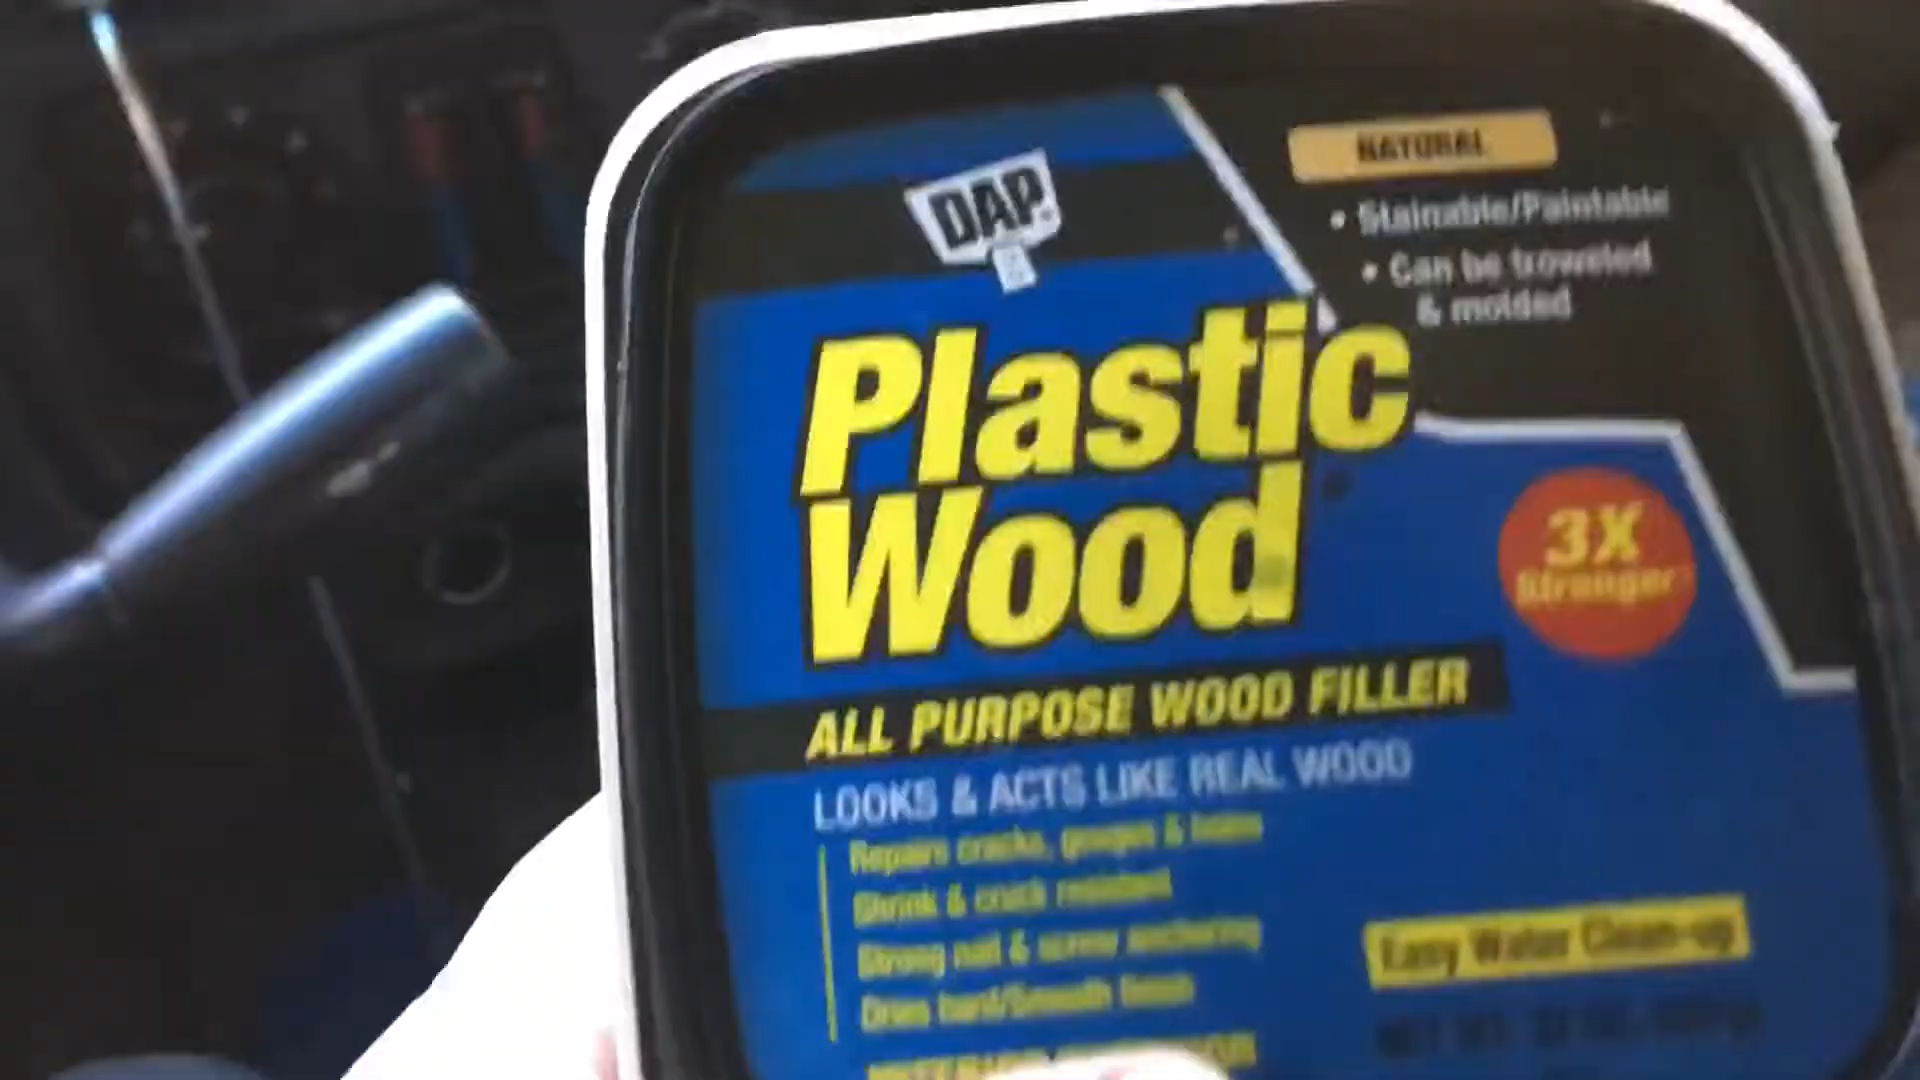 DAP
NATURAL
• Stainable/Paintable
• Can be troweled
& molded
Plastic
Wood
3X
Stronger
ALL PURPOSE WOOD FILLER
LOOKS & ACTS LIKE REAL WOOD
Repairs cracks, gouges & holes
Shrink & crack resistant
Strong nail & screw anchoring
Dries hard/Smooth finish
Easy Water Clean-up
NET WT.